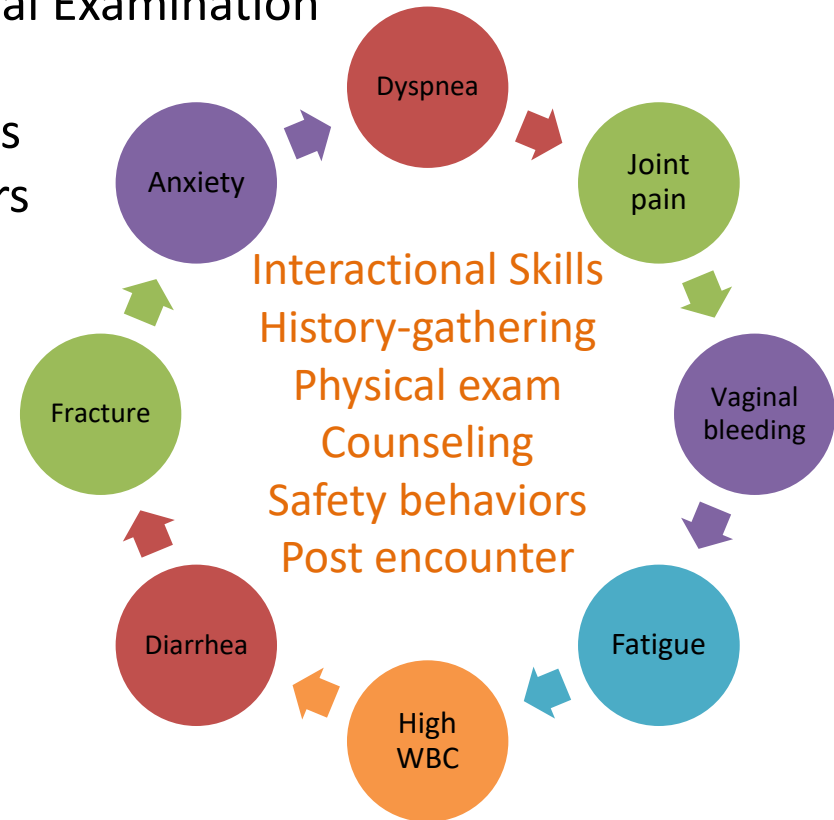 al Examination
s
rs
Dyspnea
Joint
pain
Vaginal
bleeding
Fatigue
High
WBC
Diarrhea
Fracture
Anxiety
Interactional Skills
History-gathering
Physical exam
Counseling
Safety behaviors
Post encounter